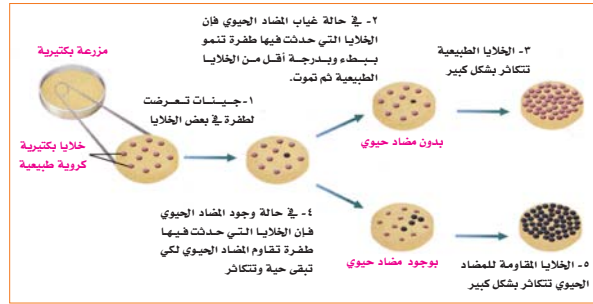 مزرعة بكتيرية
٢- في حالة غياب المضاد الحيوي فإن
الخلايا التي حدثت فيها طفرة تنمو
ببطء وبدرجة أقل من الخلايا
الطبيعية ثم تموت.
٣- الخلايا الطبيعية
تتكاثر بشكل كبير
١- جينات تعرضت
لطفرة في بعض الخلايا
خلايا بكتيرية
كروية طبيعية
بدون مضاد حيوي
٤- في حالة وجود المضاد الحيوي
فإن الخلايا التي حدثت فيها
طفرة تقاوم المضاد الحيوي لكي
تبقى حية وتتكاثر
بوجود مضاد حيوي
٥- الخلايا المقاومة للمضاد
الحيوي تتكاثر بشكل كبير